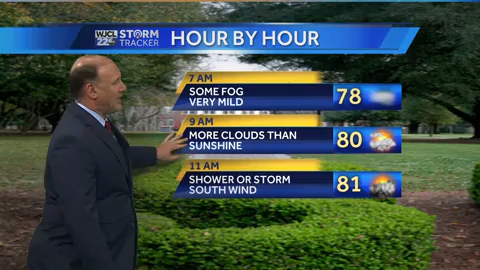 WJCL 22 STORM TRACKER
HOUR BY HOUR
7 AM
SOME FOG
VERY MILD
78
9 AM
MORE CLOUDS THAN
SUNSHINE
80
11 AM
SHOWER OR STORM
SOUTH WIND
81